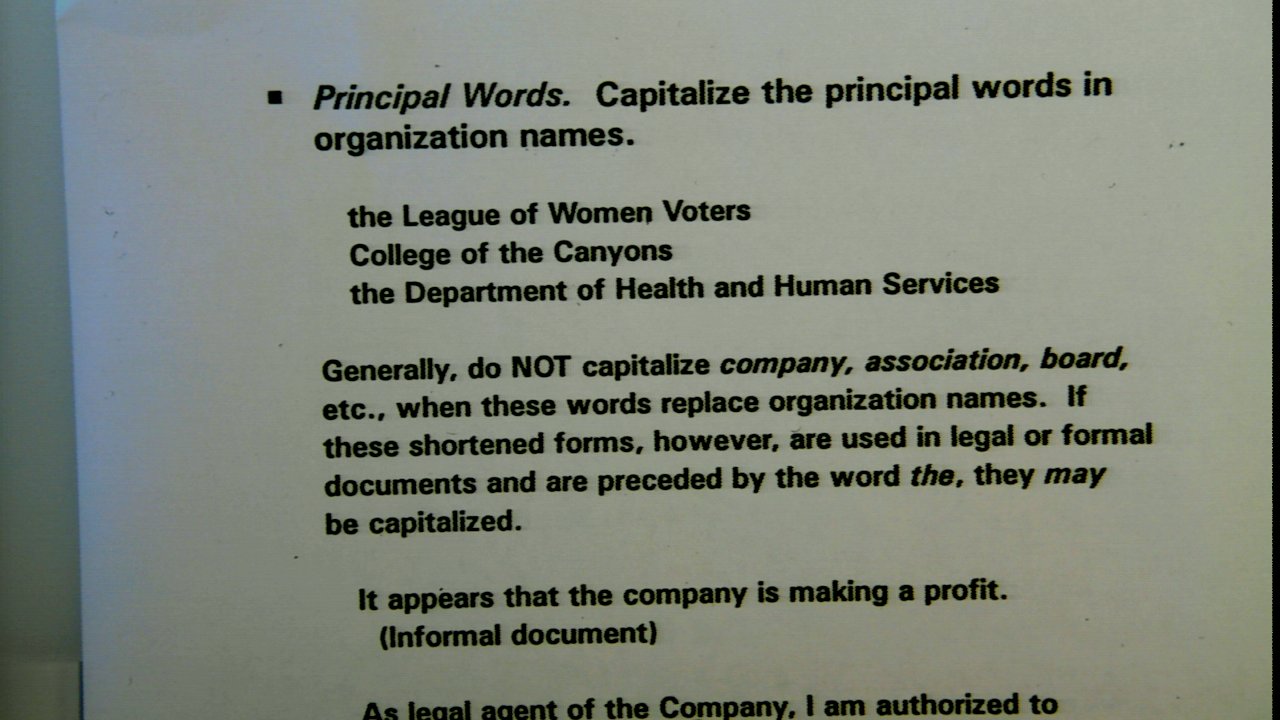 ▪ Principal Words. Capitalize the principal words in
organization names.
the League of Women Voters
College of the Canyons
the Department of Health and Human Services
Generally, do NOT capitalize company, association, board,
etc., when these words replace organization names. If
these shortened forms, however, are used in legal or formal
documents and are preceded by the word the, they may
be capitalized.
It appears that the company is making a profit.
(Informal document)
As legal agent of the Company, I am authorized to